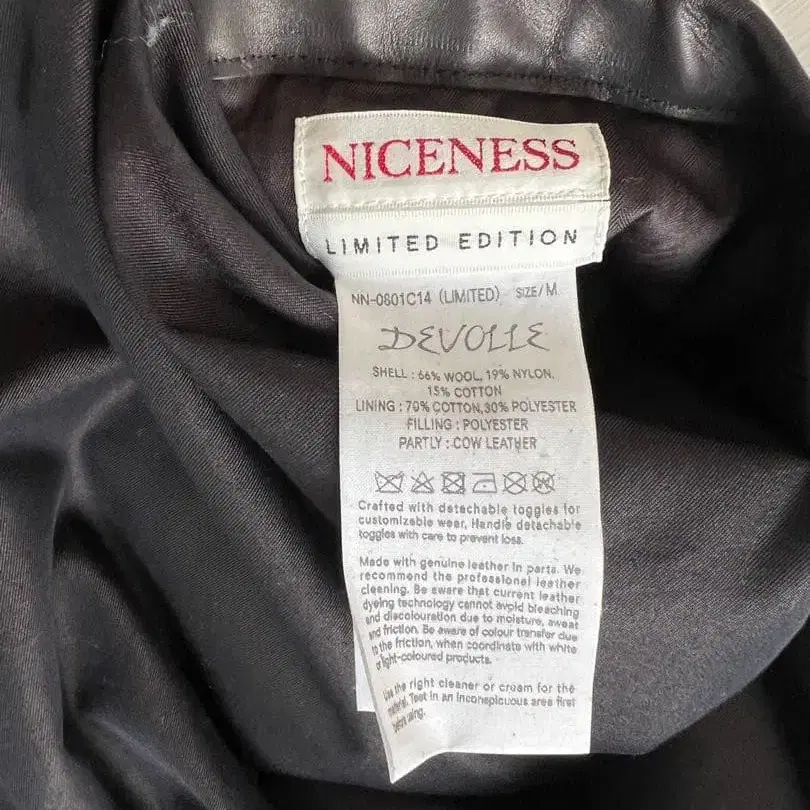 NICENESS
LIMITED EDITION
NN-0801C14 (LIMITED) SIZE/M
DEVOLLE
SHELL : 66% WOOL, 19% NYLON.
15% COTTON
LINING : 70% COTTON,30% POLYESTER
FILLING : POLYESTER
PARTLY : COW LEATHER
Crafted with detachable toggles for
customizable wear. Handle detachable
toggles with care to prevent loss.
Made with genuine leather in parts. We
recommend the professional leather
cleaning. Be aware that current leather
dyeing technology cannot avoid bleaching
and discolouration due to moisture, sweat
and friction. Be aware of colour transfer due
to the friction, when coordinate with white
or light-coloured products.
Use the right cleaner or cream for the
material. Test in an inconspicuous area first
before using.